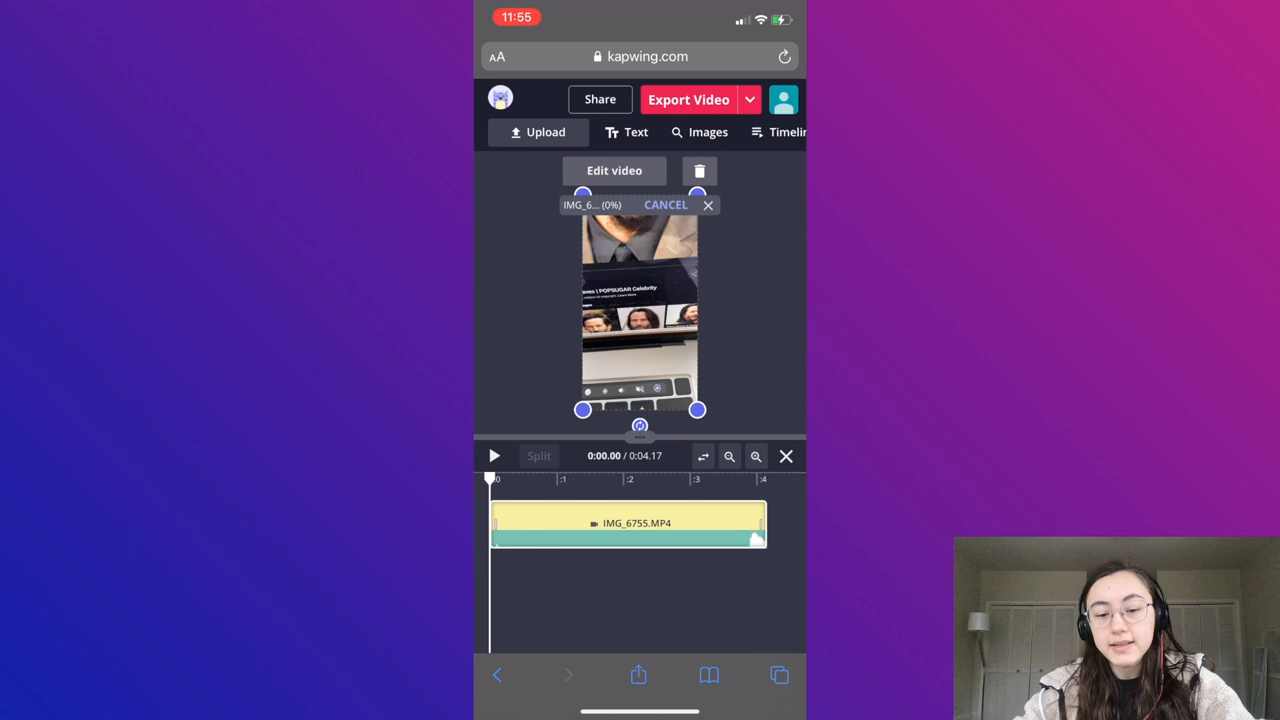 11:55
AA kapwing.com
Share Export Video
Upload Text Images Timelin
Edit video
IMG_6... (0%) CANCEL
eves | POPSUGAR Celebrity
Split 0:00.00 / 0:04.17
:0 :1 :2 :3 :4
IMG_6755.MP4